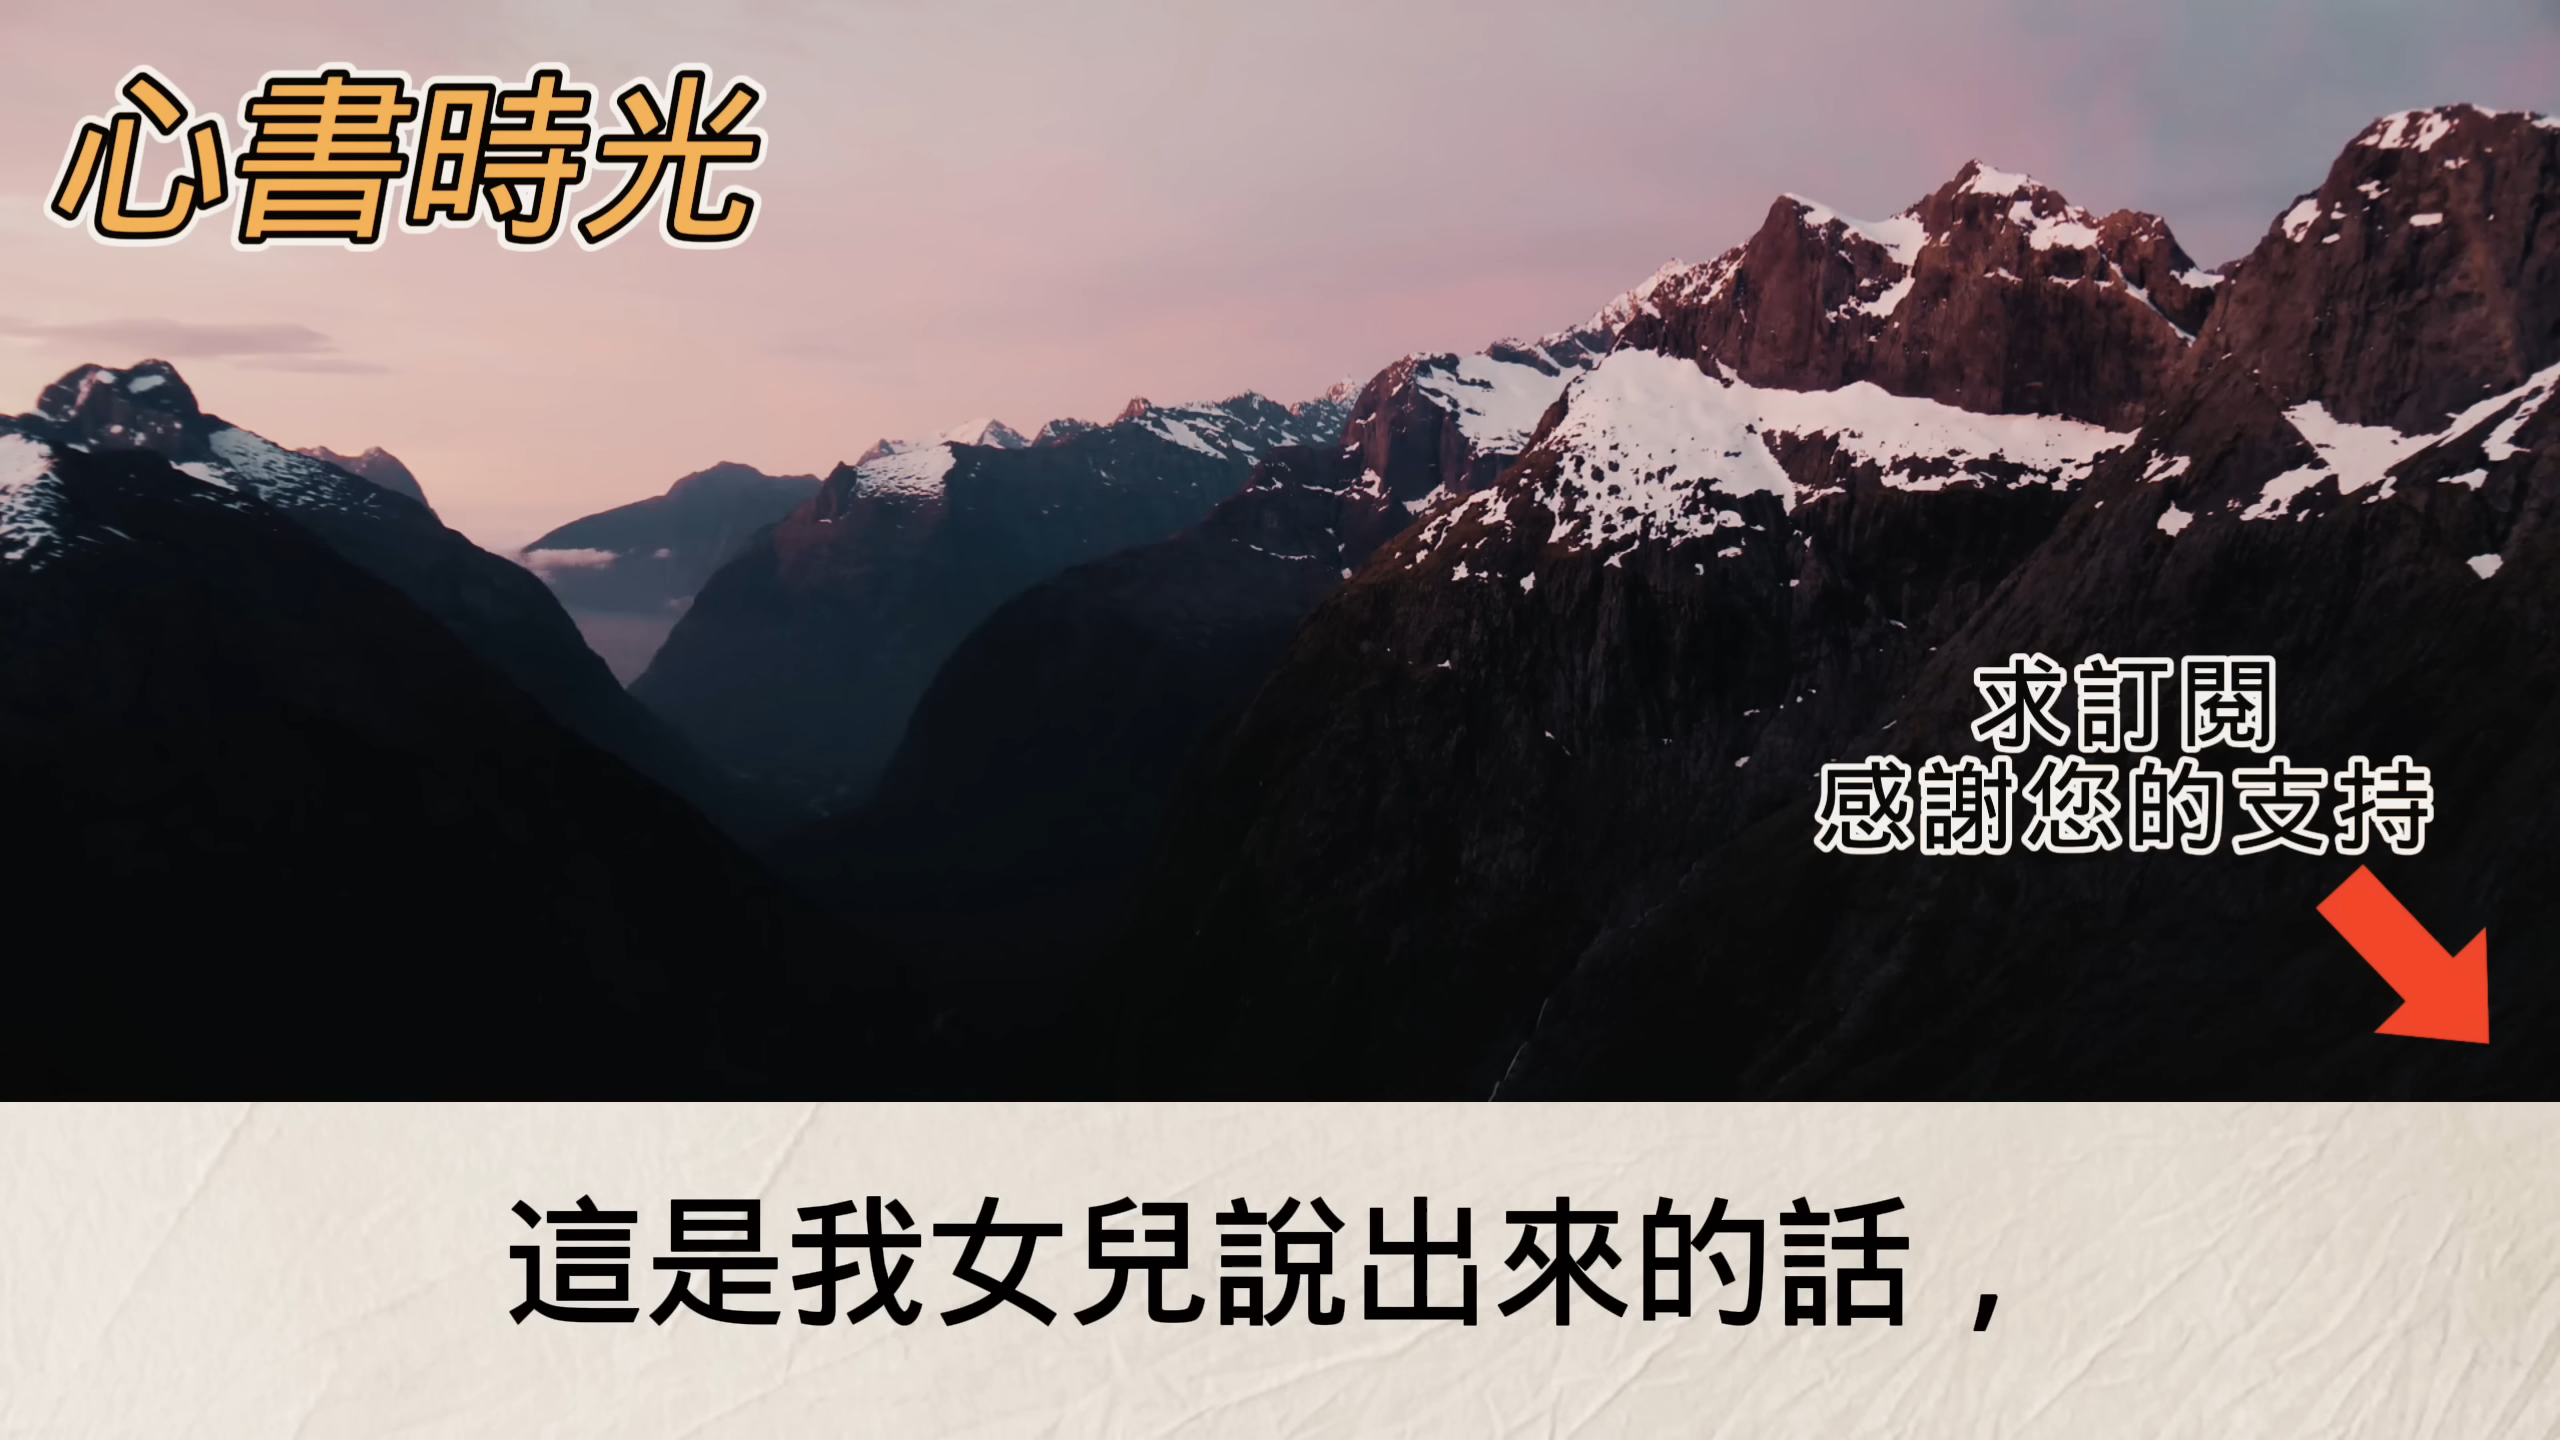 心書時光
求訂閱
感謝您的支持
這是我女兒說出來的話，